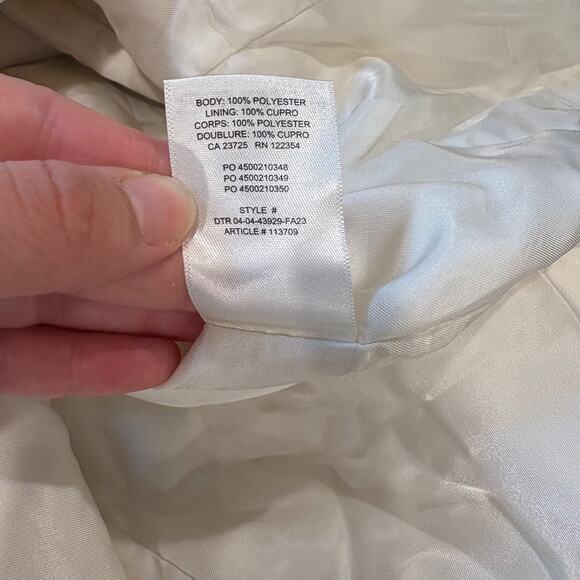 BODY: 100% POLYESTER
LINING: 100% CUPRO
CORPS: 100% POLYESTER
DOUBLURE: 100% CUPRO
CA 23725 RN 122354
PO 4500210348
PO 4500210349
PO 4500210350
STYLE #
DTR 04-04-43929-FA23
ARTICLE.# 113709